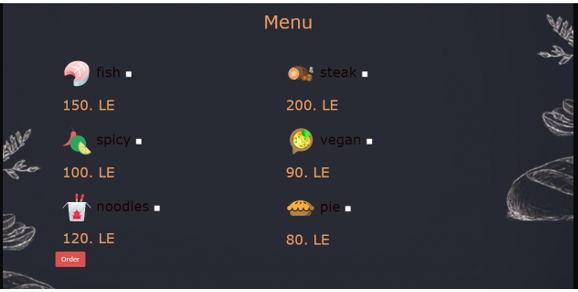 Menu
fish
steak
150. LE
200. LE
spicy
vegan
100. LE
90. LE
noodles
pie
120. LE
80. LE
Order